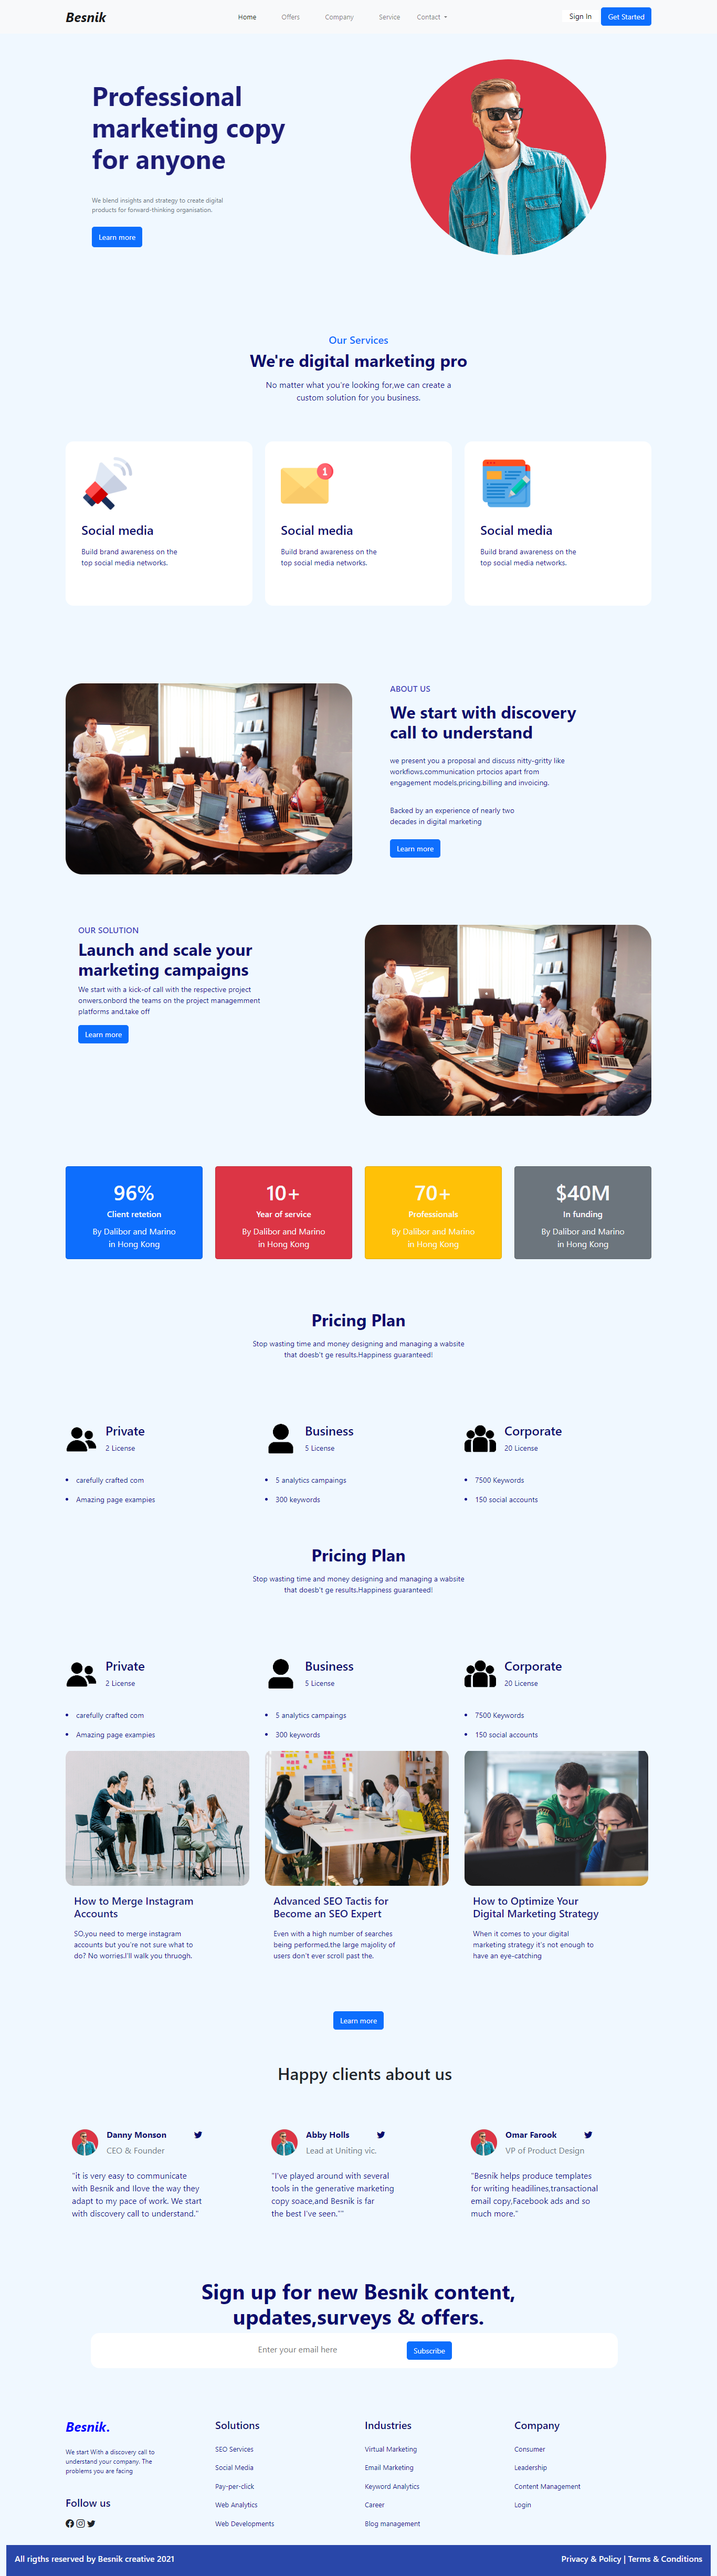 Besnik
Home Offers Company Service Contact
Sign In Get Started
Professional
marketing copy
for anyone
We blend insights and strategy to create digital
products for forward-thinking organisation.
Learn more
Our Services
We're digital marketing pro
No matter what you're looking for,we can create a
custom solution for you business.
1
Social media
Build brand awareness on the
top social media networks.
Social media
Build brand awareness on the
top social media networks.
Social media
Build brand awareness on the
top social media networks.
ABOUT US
We start with discovery
call to understand
we present you a proposal and discuss nitty-gritty like
workflows,communication prtocios apart from
engagement models,pricing,billing and invoicing.
Backed by an experience of nearly two
decades in digital marketing
Learn more
OUR SOLUTION
Launch and scale your
marketing campaigns
We start with a kick-of call with the respective project
onwers,onbord the teams on the project managemment
platforms and.take off
Learn more
96%
Client retetion
By Dalibor and Marino
in Hong Kong
10+
Year of service
By Dalibor and Marino
in Hong Kong
70+
Professionals
By Dalibor and Marino
in Hong Kong
$40M
In funding
By Dalibor and Marino
in Hong Kong
Pricing Plan
Stop wasting time and money designing and managing a wabsite
that doesb't ge results.Happiness guaranteed!
Private
2 License
carefully crafted com
Amazing page exampies
Business
5 License
5 analytics campaings
300 keywords
Corporate
20 License
7500 Keywords
150 social accounts
Pricing Plan
Stop wasting time and money designing and managing a wabsite
that doesb't ge results.Happiness guaranteed!
Private
2 License
carefully crafted com
Amazing page exampies
Business
5 License
5 analytics campaings
300 keywords
Corporate
20 License
7500 Keywords
150 social accounts
How to Merge Instagram
Accounts
SO,you need to merge instagram
accounts but you're not sure what to
do? No worries.I'll walk you thruogh.
Advanced SEO Tactis for
Become an SEO Expert
Even with a high number of searches
being performed.the large majolity of
users don't ever scroll past the.
How to Optimize Your
Digital Marketing Strategy
When it comes to your digital
marketing strategy it's not enough to
have an eye-catching
Learn more
Happy clients about us
Danny Monson
CEO & Founder
"it is very easy to communicate
with Besnik and Ilove the way they
adapt to my pace of work. We start
with discovery call to understand."
Abby Holls
Lead at Uniting vic.
"I've played around with several
tools in the generative marketing
copy soace,and Besnik is far
the best I've seen.""
Omar Farook
VP of Product Design
"Besnik helps produce templates
for writing headilnes,transactional
email copy,Facebook ads and so
much more."
Sign up for new Besnik content,
updates,surveys & offers.
Enter your email here Subscribe
Besnik.
We start With a discovery call to
understand your company. The
problems you are facing
Follow us
Solutions
SEO Services
Social Media
Pay-per-click
Web Analytics
Web Developments
Industries
Virtual Marketing
Email Marketing
Keyword Analytics
Career
Blog management
Company
Consumer
Leadership
Content Management
Login
All rigths reserved by Besnik creative 2021
Privacy & Policy | Terms & Conditions